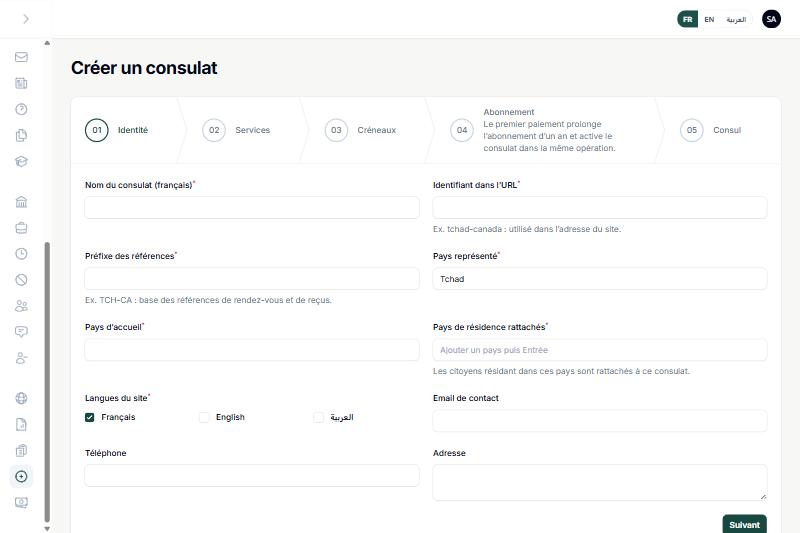 FR EN العربية SA
Créer un consulat
01 Identité
02 Services
03 Créneaux
04 Abonnement
Le premier paiement prolonge
l'abonnement d'un an et active le
consulat dans la même opération.
05 Consul
Nom du consulat (français)*
Identifiant dans l'URL*
Ex. tchad-canada : utilisé dans l'adresse du site.
Préfixe des références*
Ex. TCH-CA : base des références de rendez-vous et de reçus.
Pays représenté*
Tchad
Pays d'accueil*
Pays de résidence rattachés*
Ajouter un pays puis Entrée
Les citoyens résidant dans ces pays sont rattachés à ce consulat.
Langues du site*
Français English العربية
Email de contact
Téléphone
Adresse
Suivant